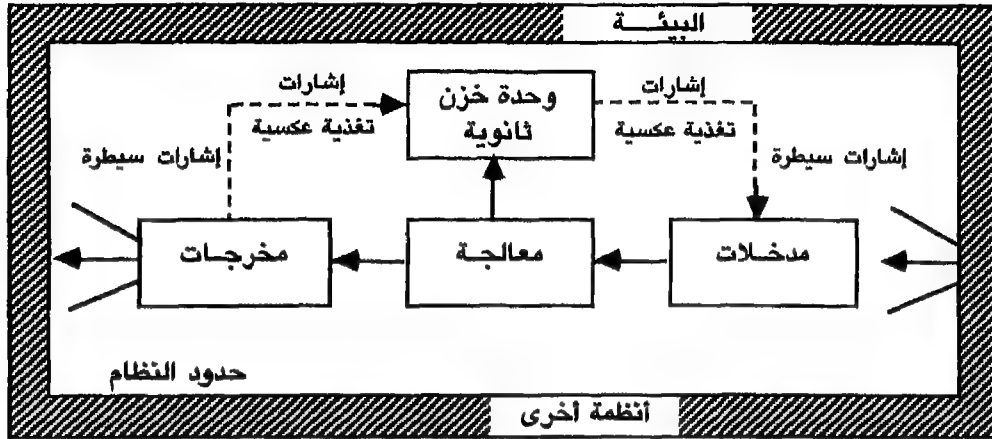 البيئة
إشارات
تغذية عكسية
إشارات سيطرة
وحدة خزن
ثانوية
إشارات
تغذية عكسية
إشارات سيطرة
مدخلات
معالجة
مخرجات
حدود النظام
أنظمة أخرى